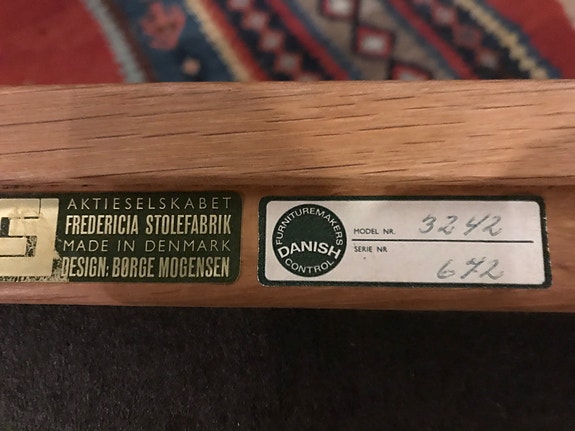 AKTIESELSKABET
FREDERICIA STOLEFABRIK
MADE IN DENMARK
DESIGN: BØRGE MOGENSEN
FURNITUREMAKERS
DANISH
CONTROL
MODEL NR. 3242
SERIE NR 672